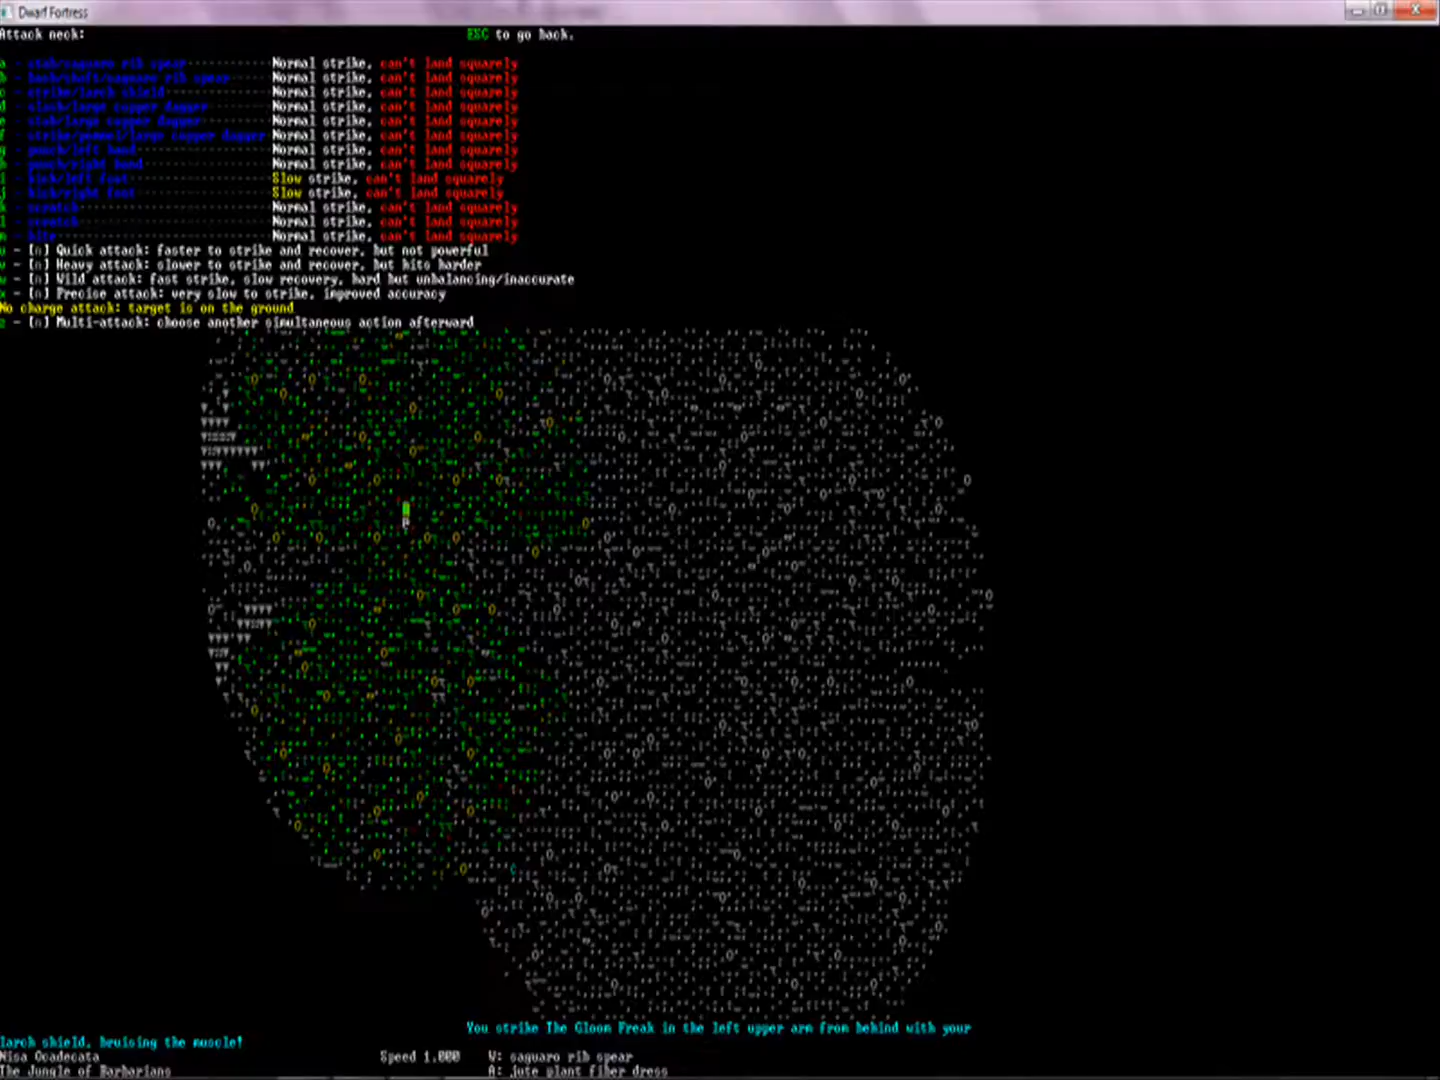 Dwarf Fortress
Attack neck: ESC to go back.
a - stab/saguaro rib spear Normal strike, can't land squarely
b - bash/shaft/saguaro rib spear Normal strike, can't land squarely
c - strike/larch shield Normal strike, can't land squarely
d - slash/large copper dagger Normal strike, can't land squarely
e - stab/large copper dagger Normal strike, can't land squarely
f - strike/pommel/large copper dagger Normal strike, can't land squarely
g - punch/left hand Normal strike, can't land squarely
h - punch/right hand Normal strike, can't land squarely
i - kick/left foot Slow strike, can't land squarely
j - kick/right foot Slow strike, can't land squarely
k - scratch Normal strike, can't land squarely
l - scratch Normal strike, can't land squarely
m - bite Normal strike, can't land squarely
u - [n] Quick attack: faster to strike and recover, but not powerful
v - [n] Heavy attack: slower to strike and recover, but hits harder
w - [n] Wild attack: fast strike, slow recovery, hard but unbalancing/inaccurate
x - [n] Precise attack: very slow to strike, improved accuracy
No charge attack: target is on the ground
z - [n] Multi-attack: choose another simultaneous action afterward
You strike The Gloom Freak in the left upper arm from behind with your
larch shield, bruising the muscle!
Nisa Ocadecata Speed 1.000 W: saguaro rib spear
The Jungle of Barbarians A: jute plant fiber dress